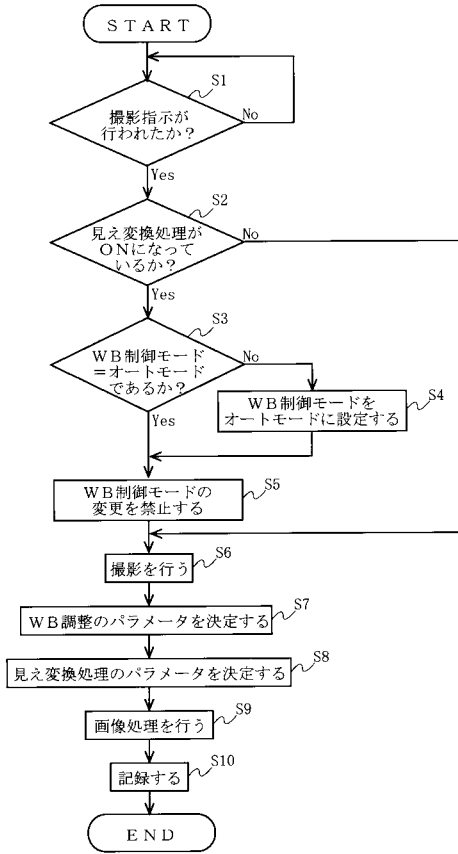 START
S1
撮影指示が
行われたか？
No
Yes
S2
見え変換処理が
ONになって
いるか？
No
Yes
S3
WB制御モード
＝オートモード
であるか？
No
Yes
S4
WB制御モードを
オートモードに設定する
S5
WB制御モードの
変更を禁止する
S6
撮影を行う
S7
WB調整のパラメータを決定する
S8
見え変換処理のパラメータを決定する
S9
画像処理を行う
S10
記録する
END